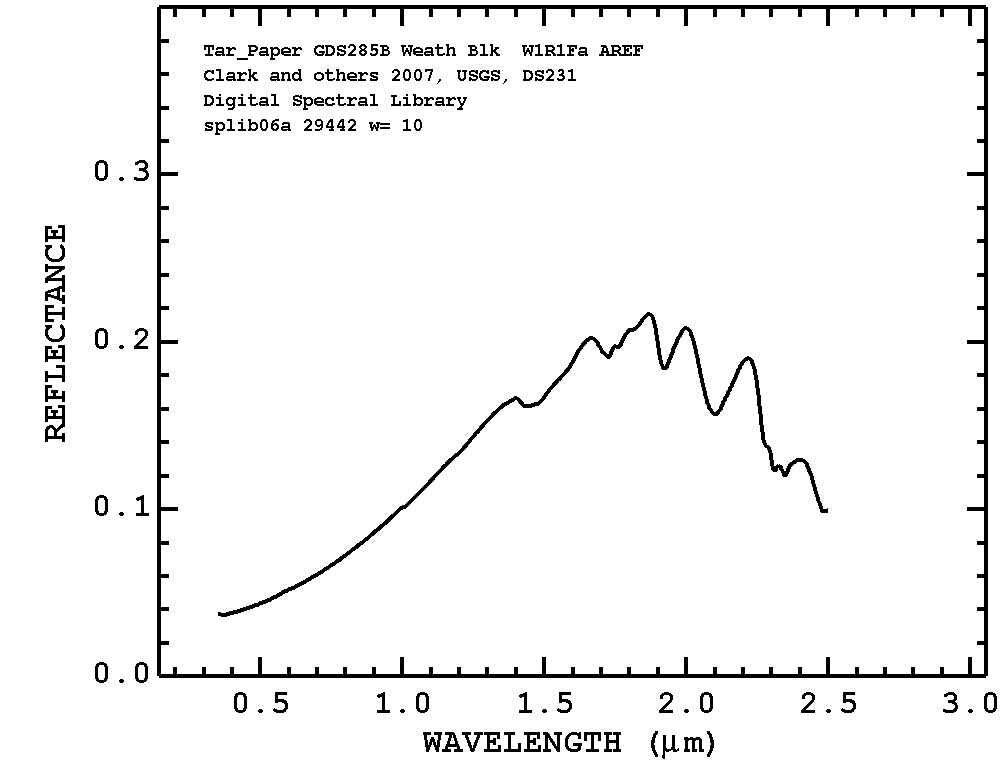 Tar_Paper GDS285B Weath Blk  W1R1Fa AREF
Clark and others 2007, USGS, DS231
Digital Spectral Library
splib06a 29442 w= 10
0.3
0.2
0.1
0.0
REFLECTANCE
0.5 1.0 1.5 2.0 2.5 3.0
WAVELENGTH (μm)